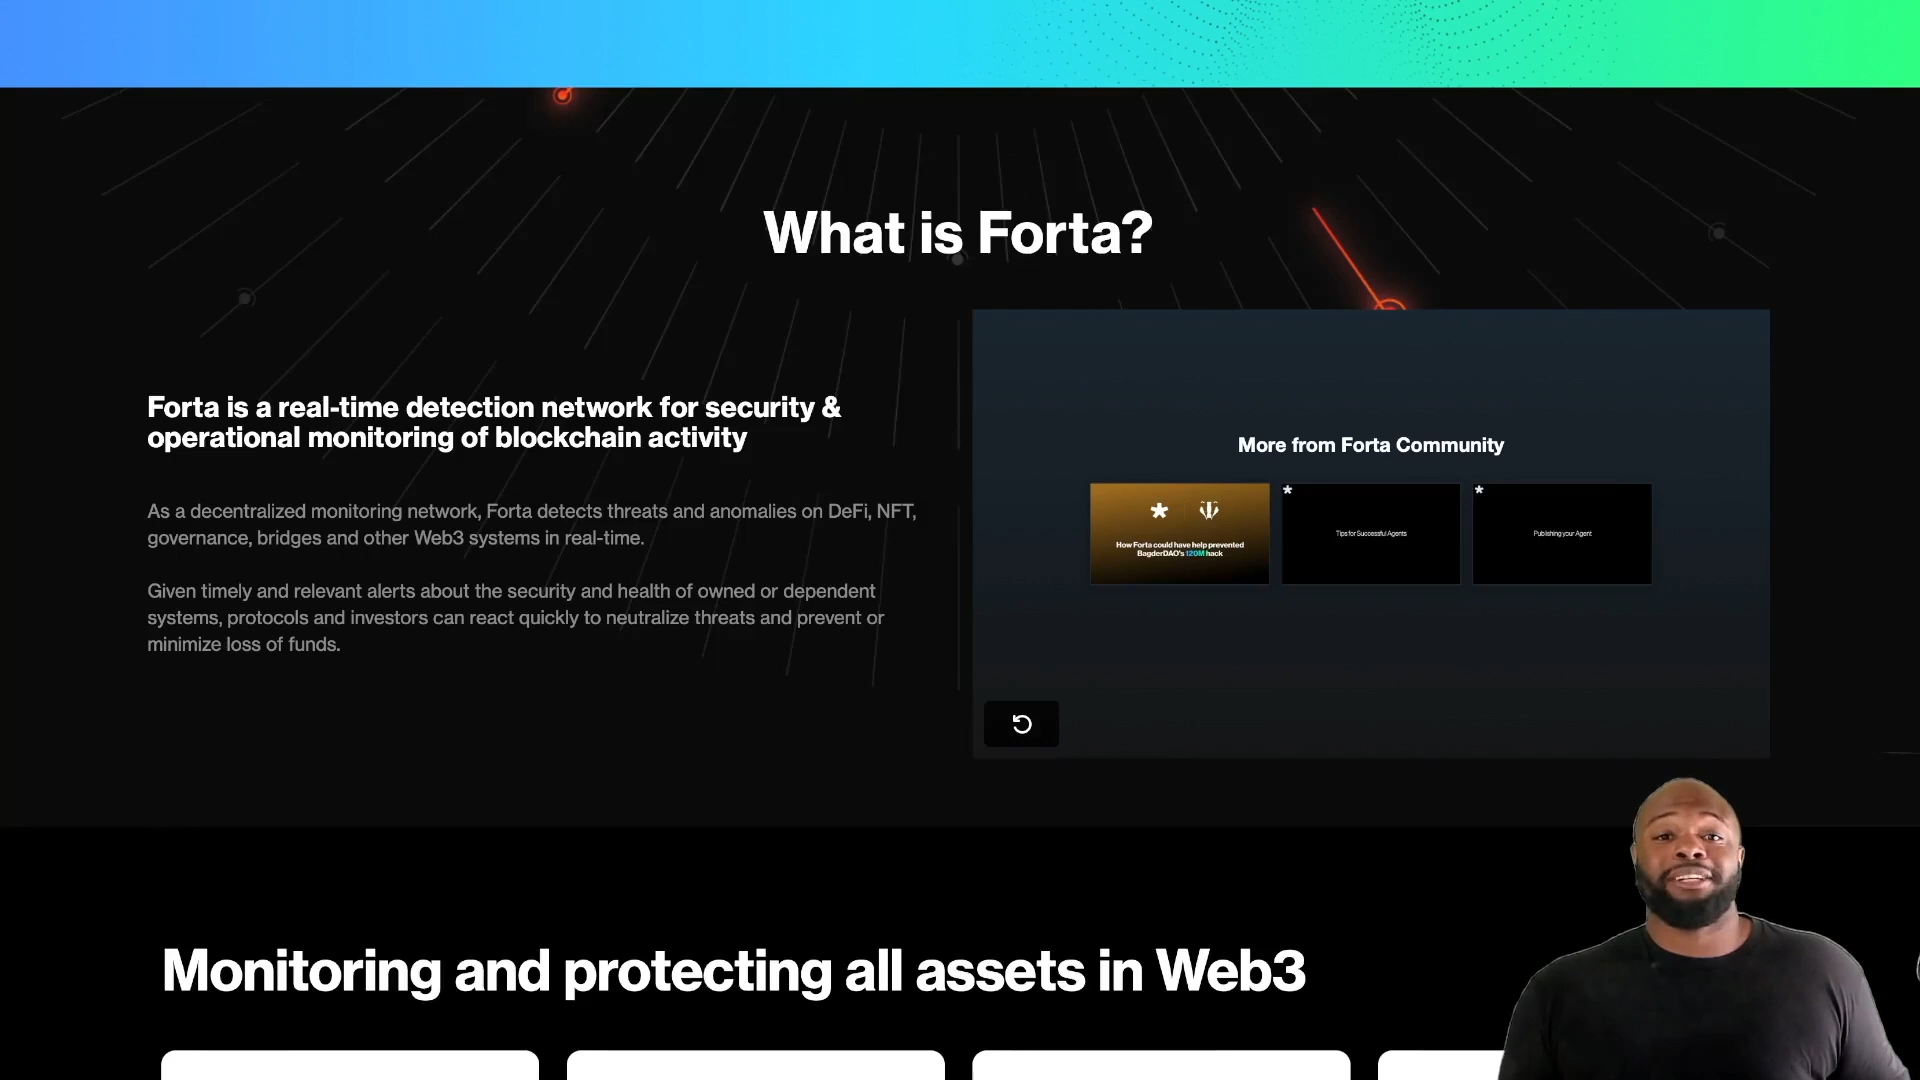 What is Forta?
Forta is a real-time detection network for security &
operational monitoring of blockchain activity
As a decentralized monitoring network, Forta detects threats and anomalies on DeFi, NFT,
governance, bridges and other Web3 systems in real-time.
Given timely and relevant alerts about the security and health of owned or dependent
systems, protocols and investors can react quickly to neutralize threats and prevent or
minimize loss of funds.
More from Forta Community
How Forta could have help prevented
BagderDAO's 120M hack
Tips for Successful Agents
Publishing your Agent
Monitoring and protecting all assets in Web3